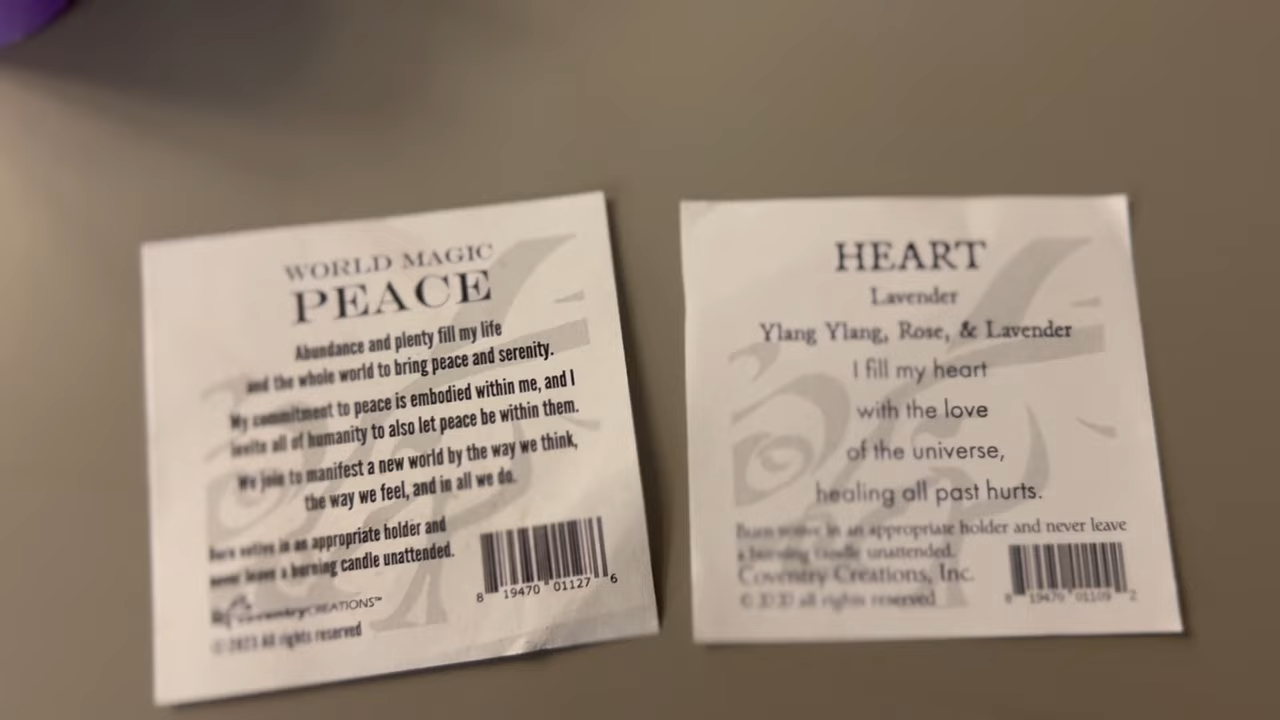 WORLD MAGIC
PEACE
Abundance and plenty fill my life
and the whole world to bring peace and serenity.
My commitment to peace is embodied within me, and I
invite all of humanity to also let peace be within them.
We join to manifest a new world by the way we think,
the way we feel, and in all we do.
Burn votive in an appropriate holder and
never leave a burning candle unattended.
CoventryCREATIONS™
© 2023 All rights reserved
8 19470 01127 6
HEART
Lavender
Ylang Ylang, Rose, & Lavender
I fill my heart
with the love
of the universe,
healing all past hurts.
Burn votive in an appropriate holder and never leave
a burning candle unattended.
Coventry Creations, Inc.
© 2020 all rights reserved
8 19470 01109 2